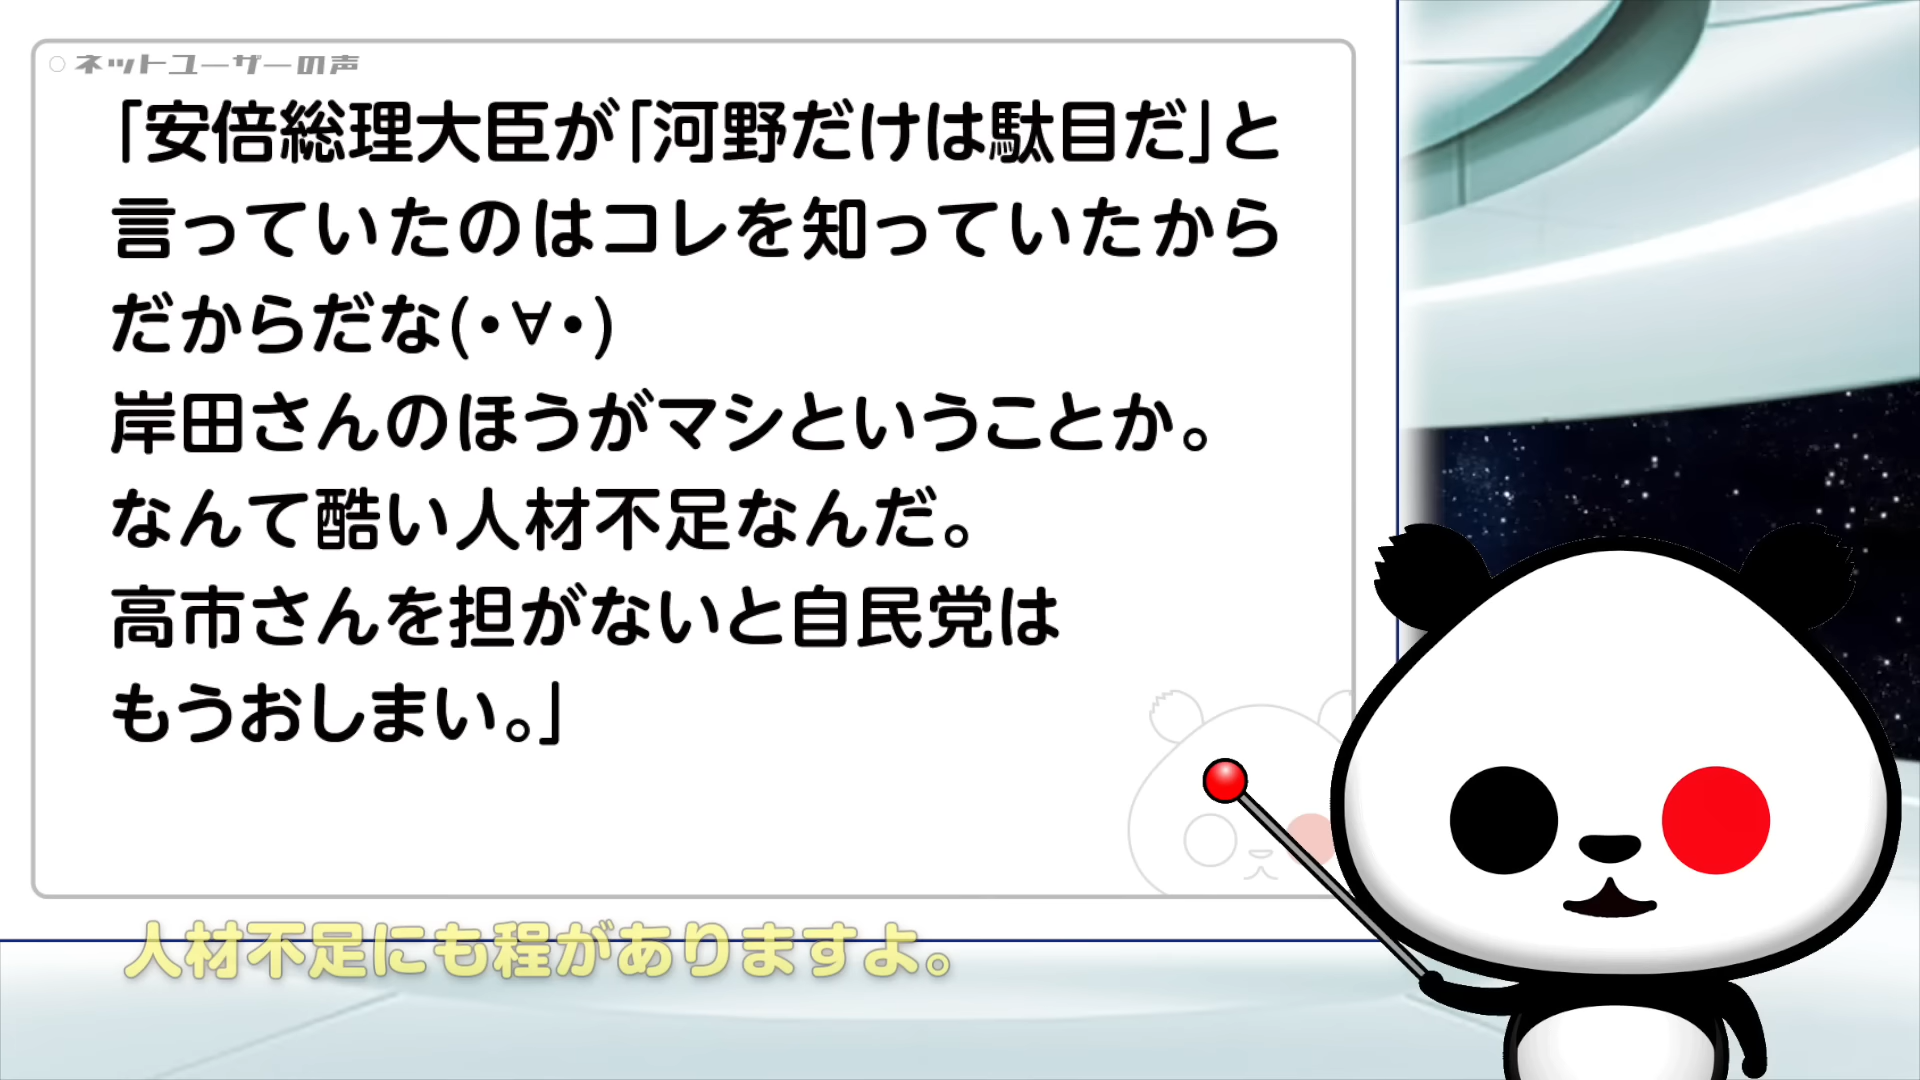 ○ ネットユーザーの声
「安倍総理大臣が「河野だけは駄目だ」と
言っていたのはコレを知っていたから
だからだな(・∀・)
岸田さんのほうがマシということか。
なんて酷い人材不足なんだ。
高市さんを担がないと自民党は
もうおしまい。」
人材不足にも程がありますよ。